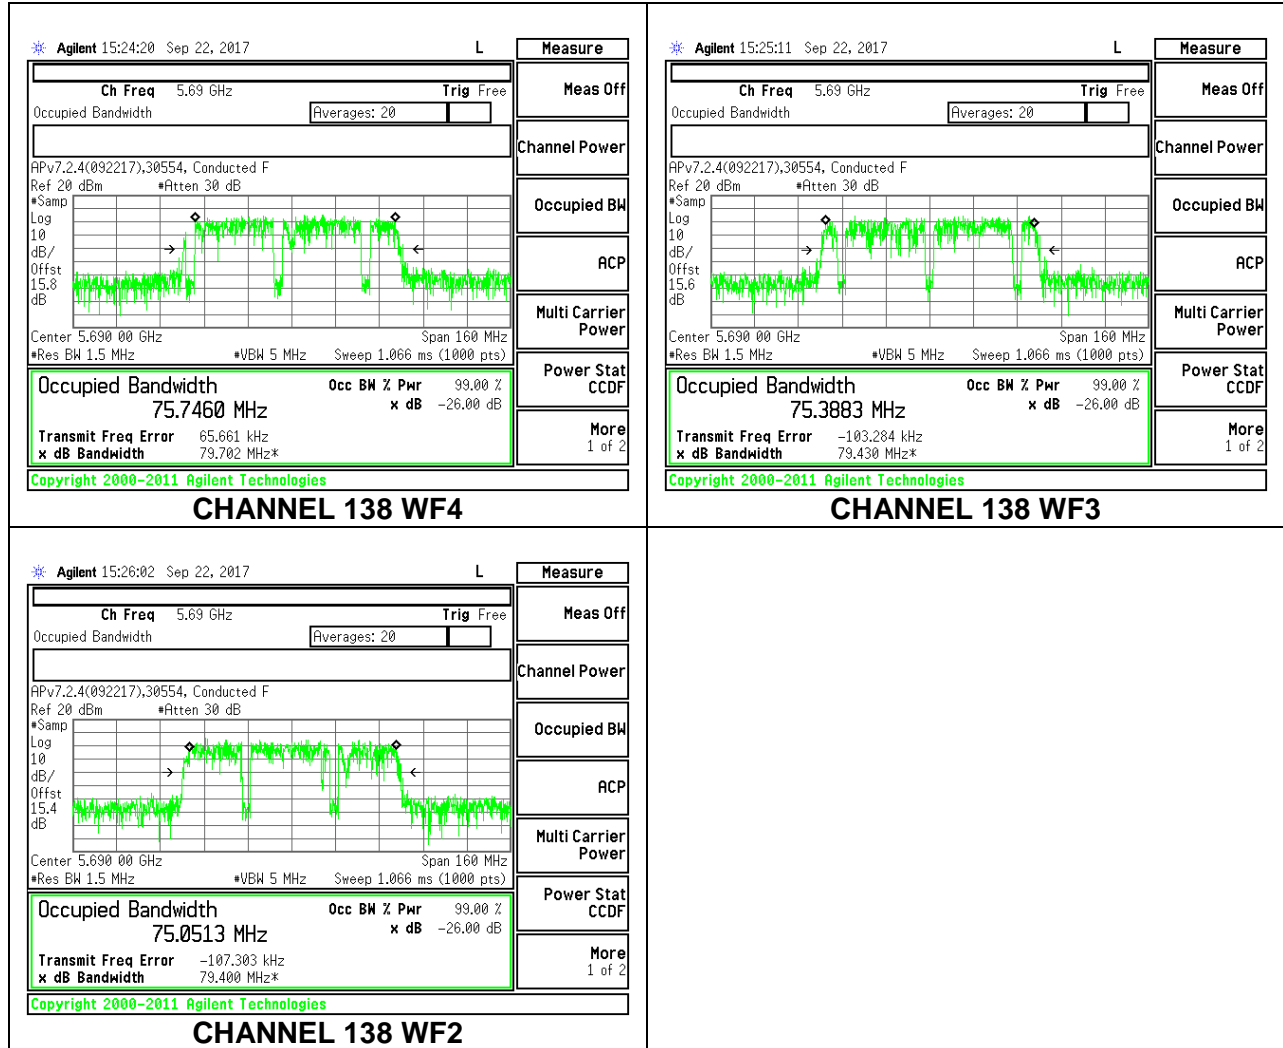 Agilent 15:24:20 Sep 22, 2017 L
Measure
Ch Freq 5.69 GHz Trig Free
Meas Off
Occupied Bandwidth Averages: 20
Channel Power
APv7.2.4(092217),30554, Conducted F
Ref 20 dBm #Atten 30 dB
#Samp
Occupied BW
Log
10
dB/
ACP
Offst
15.8
dB
Multi Carrier
Power
Center 5.690 00 GHz Span 160 MHz
#Res BW 1.5 MHz #VBW 5 MHz Sweep 1.066 ms (1000 pts)
Power Stat
CCDF
Occupied Bandwidth Occ BW % Pwr 99.00 %
75.7460 MHz x dB -26.00 dB
More
1 of 2
Transmit Freq Error 65.661 kHz
x dB Bandwidth 79.702 MHz*
Copyright 2000-2011 Agilent Technologies
CHANNEL 138 WF4
Agilent 15:25:11 Sep 22, 2017 L
Measure
Ch Freq 5.69 GHz Trig Free
Meas Off
Occupied Bandwidth Averages: 20
Channel Power
APv7.2.4(092217),30554, Conducted F
Ref 20 dBm #Atten 30 dB
#Samp
Occupied BW
Log
10
dB/
ACP
Offst
15.6
dB
Multi Carrier
Power
Center 5.690 00 GHz Span 160 MHz
#Res BW 1.5 MHz #VBW 5 MHz Sweep 1.066 ms (1000 pts)
Power Stat
CCDF
Occupied Bandwidth Occ BW % Pwr 99.00 %
75.3883 MHz x dB -26.00 dB
More
1 of 2
Transmit Freq Error -103.284 kHz
x dB Bandwidth 79.430 MHz*
Copyright 2000-2011 Agilent Technologies
CHANNEL 138 WF3
Agilent 15:26:02 Sep 22, 2017 L
Measure
Ch Freq 5.69 GHz Trig Free
Meas Off
Occupied Bandwidth Averages: 20
Channel Power
APv7.2.4(092217),30554, Conducted F
Ref 20 dBm #Atten 30 dB
#Samp
Occupied BW
Log
10
dB/
ACP
Offst
15.4
dB
Multi Carrier
Power
Center 5.690 00 GHz Span 160 MHz
#Res BW 1.5 MHz #VBW 5 MHz Sweep 1.066 ms (1000 pts)
Power Stat
CCDF
Occupied Bandwidth Occ BW % Pwr 99.00 %
75.0513 MHz x dB -26.00 dB
More
1 of 2
Transmit Freq Error -107.303 kHz
x dB Bandwidth 79.400 MHz*
Copyright 2000-2011 Agilent Technologies
CHANNEL 138 WF2